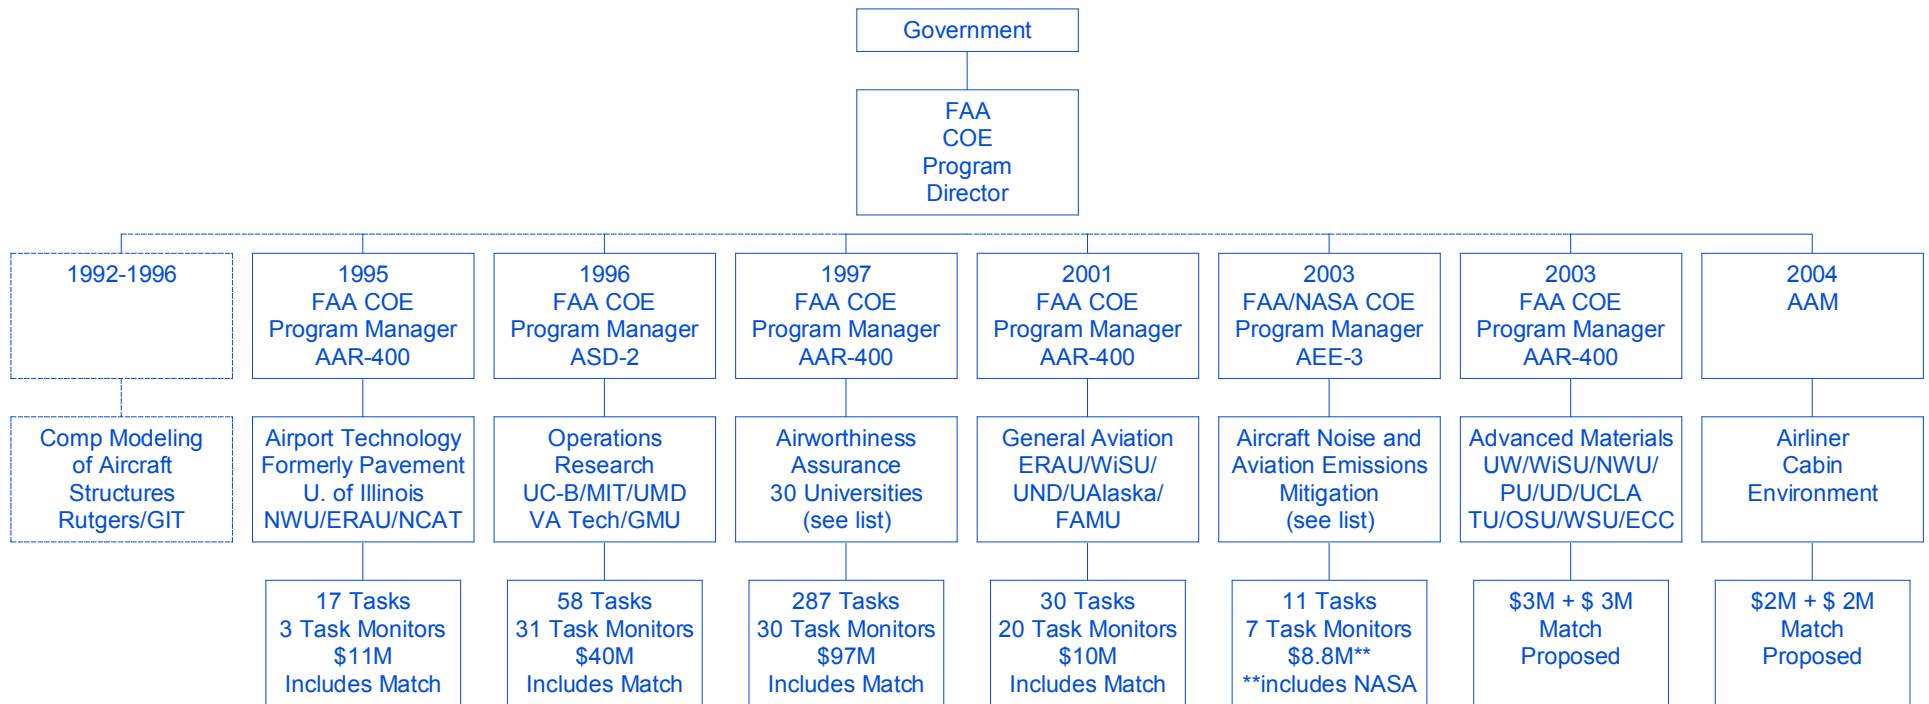 Government
FAA
COE
Program
Director
1992-1996
1995
FAA COE
Program Manager
AAR-400
1996
FAA COE
Program Manager
ASD-2
1997
FAA COE
Program Manager
AAR-400
2001
FAA COE
Program Manager
AAR-400
2003
FAA/NASA COE
Program Manager
AEE-3
2003
FAA COE
Program Manager
AAR-400
2004
AAM
Comp Modeling
of Aircraft
Structures
Rutgers/GIT
Airport Technology
Formerly Pavement
U. of Illinois
NWU/ERAU/NCAT
Operations
Research
UC-B/MIT/UMD
VA Tech/GMU
Airworthiness
Assurance
30 Universities
(see list)
General Aviation
ERAU/WiSU/
UND/UAlaska/
FAMU
Aircraft Noise and
Aviation Emissions
Mitigation
(see list)
Advanced Materials
UW/WiSU/NWU/
PU/UD/UCLA
TU/OSU/WSU/ECC
Airliner
Cabin
Environment
17 Tasks
3 Task Monitors
$11M
Includes Match
58 Tasks
31 Task Monitors
$40M
Includes Match
287 Tasks
30 Task Monitors
$97M
Includes Match
30 Tasks
20 Task Monitors
$10M
Includes Match
11 Tasks
7 Task Monitors
$8.8M**
**includes NASA
$3M + $ 3M
Match
Proposed
$2M + $ 2M
Match
Proposed